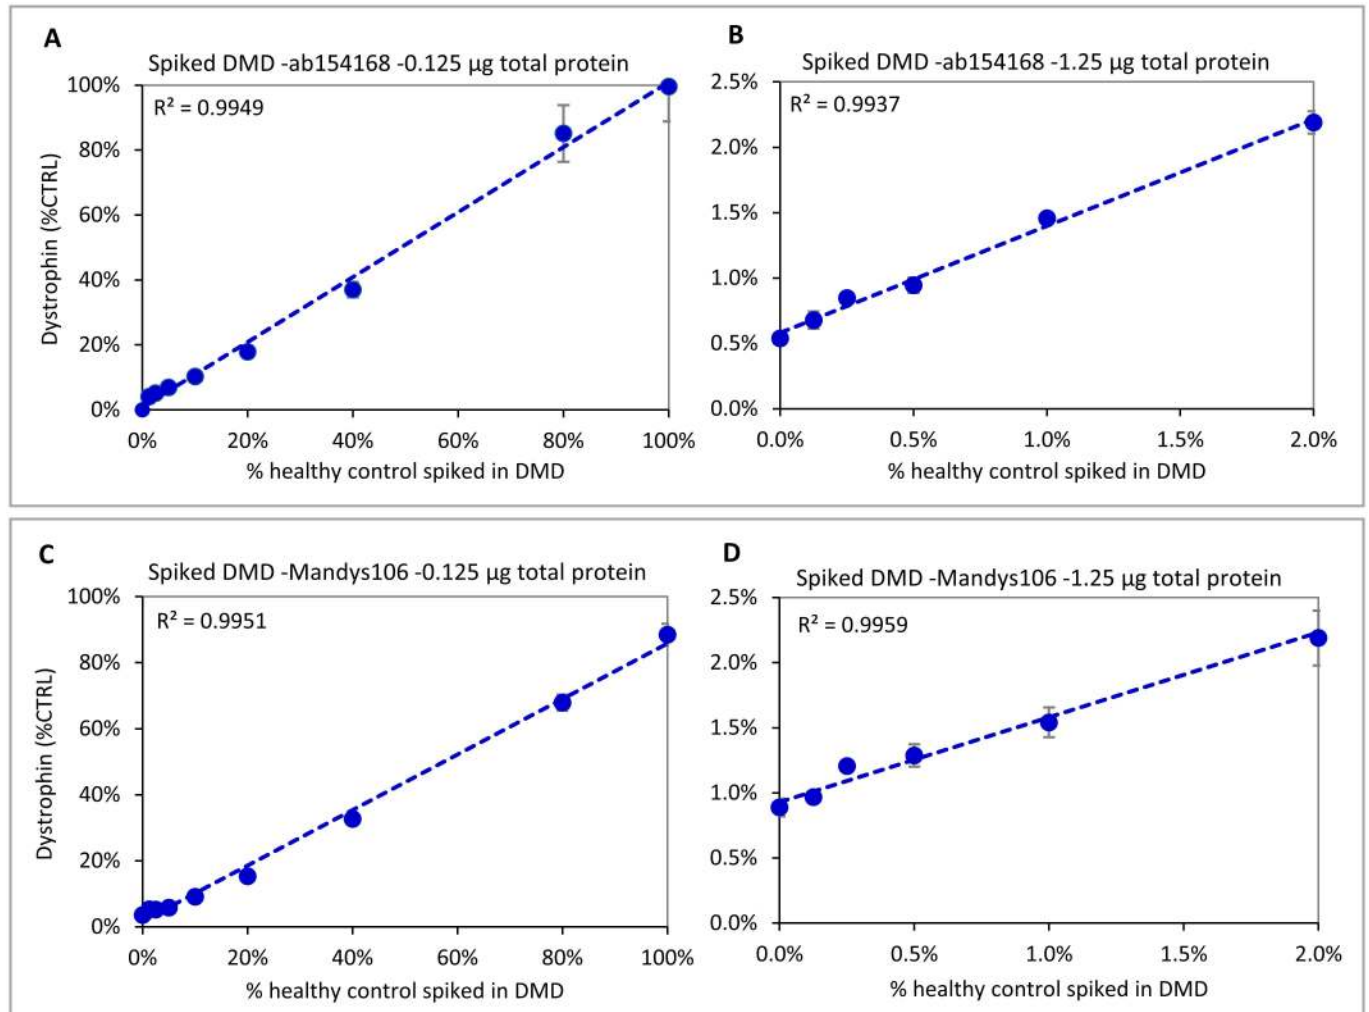 A
Spiked DMD -ab154168 -0.125 µg total protein
R² = 0.9949
Dystrophin (%CTRL)
100%
80%
60%
40%
20%
0%
0% 20% 40% 60% 80% 100%
% healthy control spiked in DMD
B
Spiked DMD -ab154168 -1.25 µg total protein
R² = 0.9937
2.5%
2.0%
1.5%
1.0%
0.5%
0.0%
0.0% 0.5% 1.0% 1.5% 2.0%
% healthy control spiked in DMD
C
Spiked DMD -Mandys106 -0.125 µg total protein
R² = 0.9951
Dystrophin (%CTRL)
100%
80%
60%
40%
20%
0%
0% 20% 40% 60% 80% 100%
% healthy control spiked in DMD
D
Spiked DMD -Mandys106 -1.25 µg total protein
R² = 0.9959
2.5%
2.0%
1.5%
1.0%
0.5%
0.0%
0.0% 0.5% 1.0% 1.5% 2.0%
% healthy control spiked in DMD